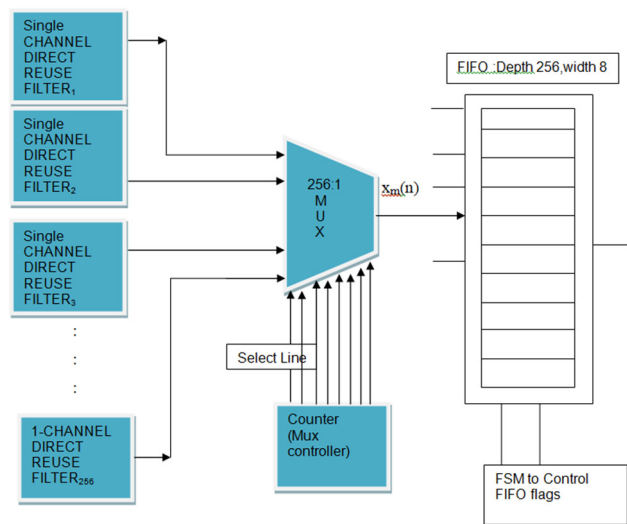 Single
CHANNEL
DIRECT
REUSE
FILTER1
Single
CHANNEL
DIRECT
REUSE
FILTER2
Single
CHANNEL
DIRECT
REUSE
FILTER3
:
:
:
1-CHANNEL
DIRECT
REUSE
FILTER256
256:1
M
U
X
xm(n)
Select Line
Counter
(Mux
controller)
FIFO :Depth 256,width 8
FSM to Control
FIFO flags